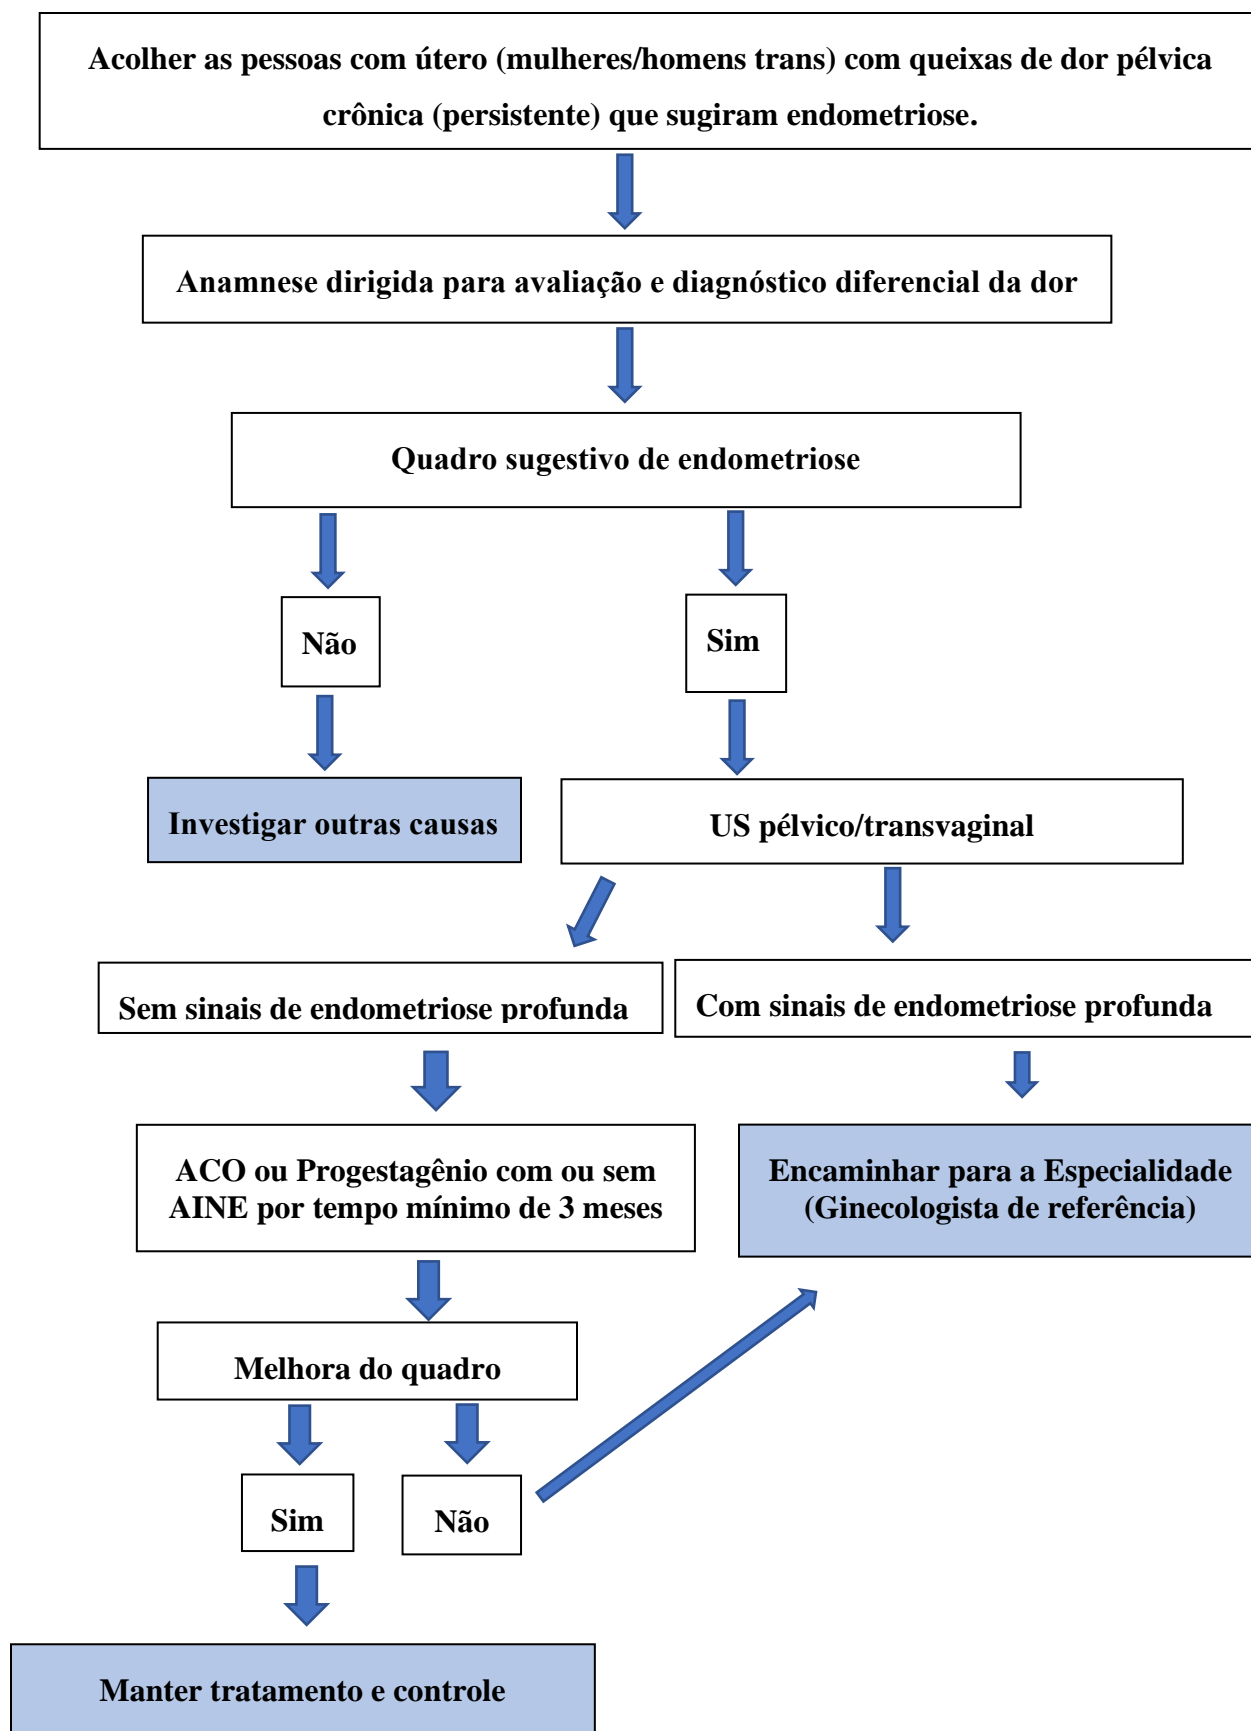 Acolher as pessoas com útero (mulheres/homens trans) com queixas de dor pélvica
crônica (persistente) que sugiram endometriose.
Anamnese dirigida para avaliação e diagnóstico diferencial da dor
Quadro sugestivo de endometriose
Não
Sim
Investigar outras causas
US pélvico/transvaginal
Sem sinais de endometriose profunda
Com sinais de endometriose profunda
ACO ou Progestagênio com ou sem
AINE por tempo mínimo de 3 meses
Encaminhar para a Especialidade
(Ginecologista de referência)
Melhora do quadro
Sim
Não
Manter tratamento e controle